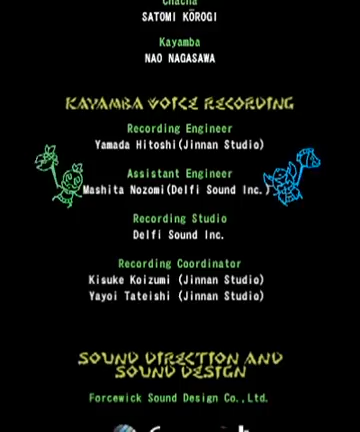 Chacha
SATOMI KŌROGI
Kayamba
NAO NAGASAWA
KAYAMBA VOICE RECORDING
Recording Engineer
Yamada Hitoshi(Jinnan Studio)
Assistant Engineer
Mashita Nozomi(Delfi Sound Inc.)
Recording Studio
Delfi Sound Inc.
Recording Coordinator
Kisuke Koizumi (Jinnan Studio)
Yayoi Tateishi (Jinnan Studio)
SOUND DIRECTION AND
SOUND DESIGN
Forcewick Sound Design Co.,Ltd.